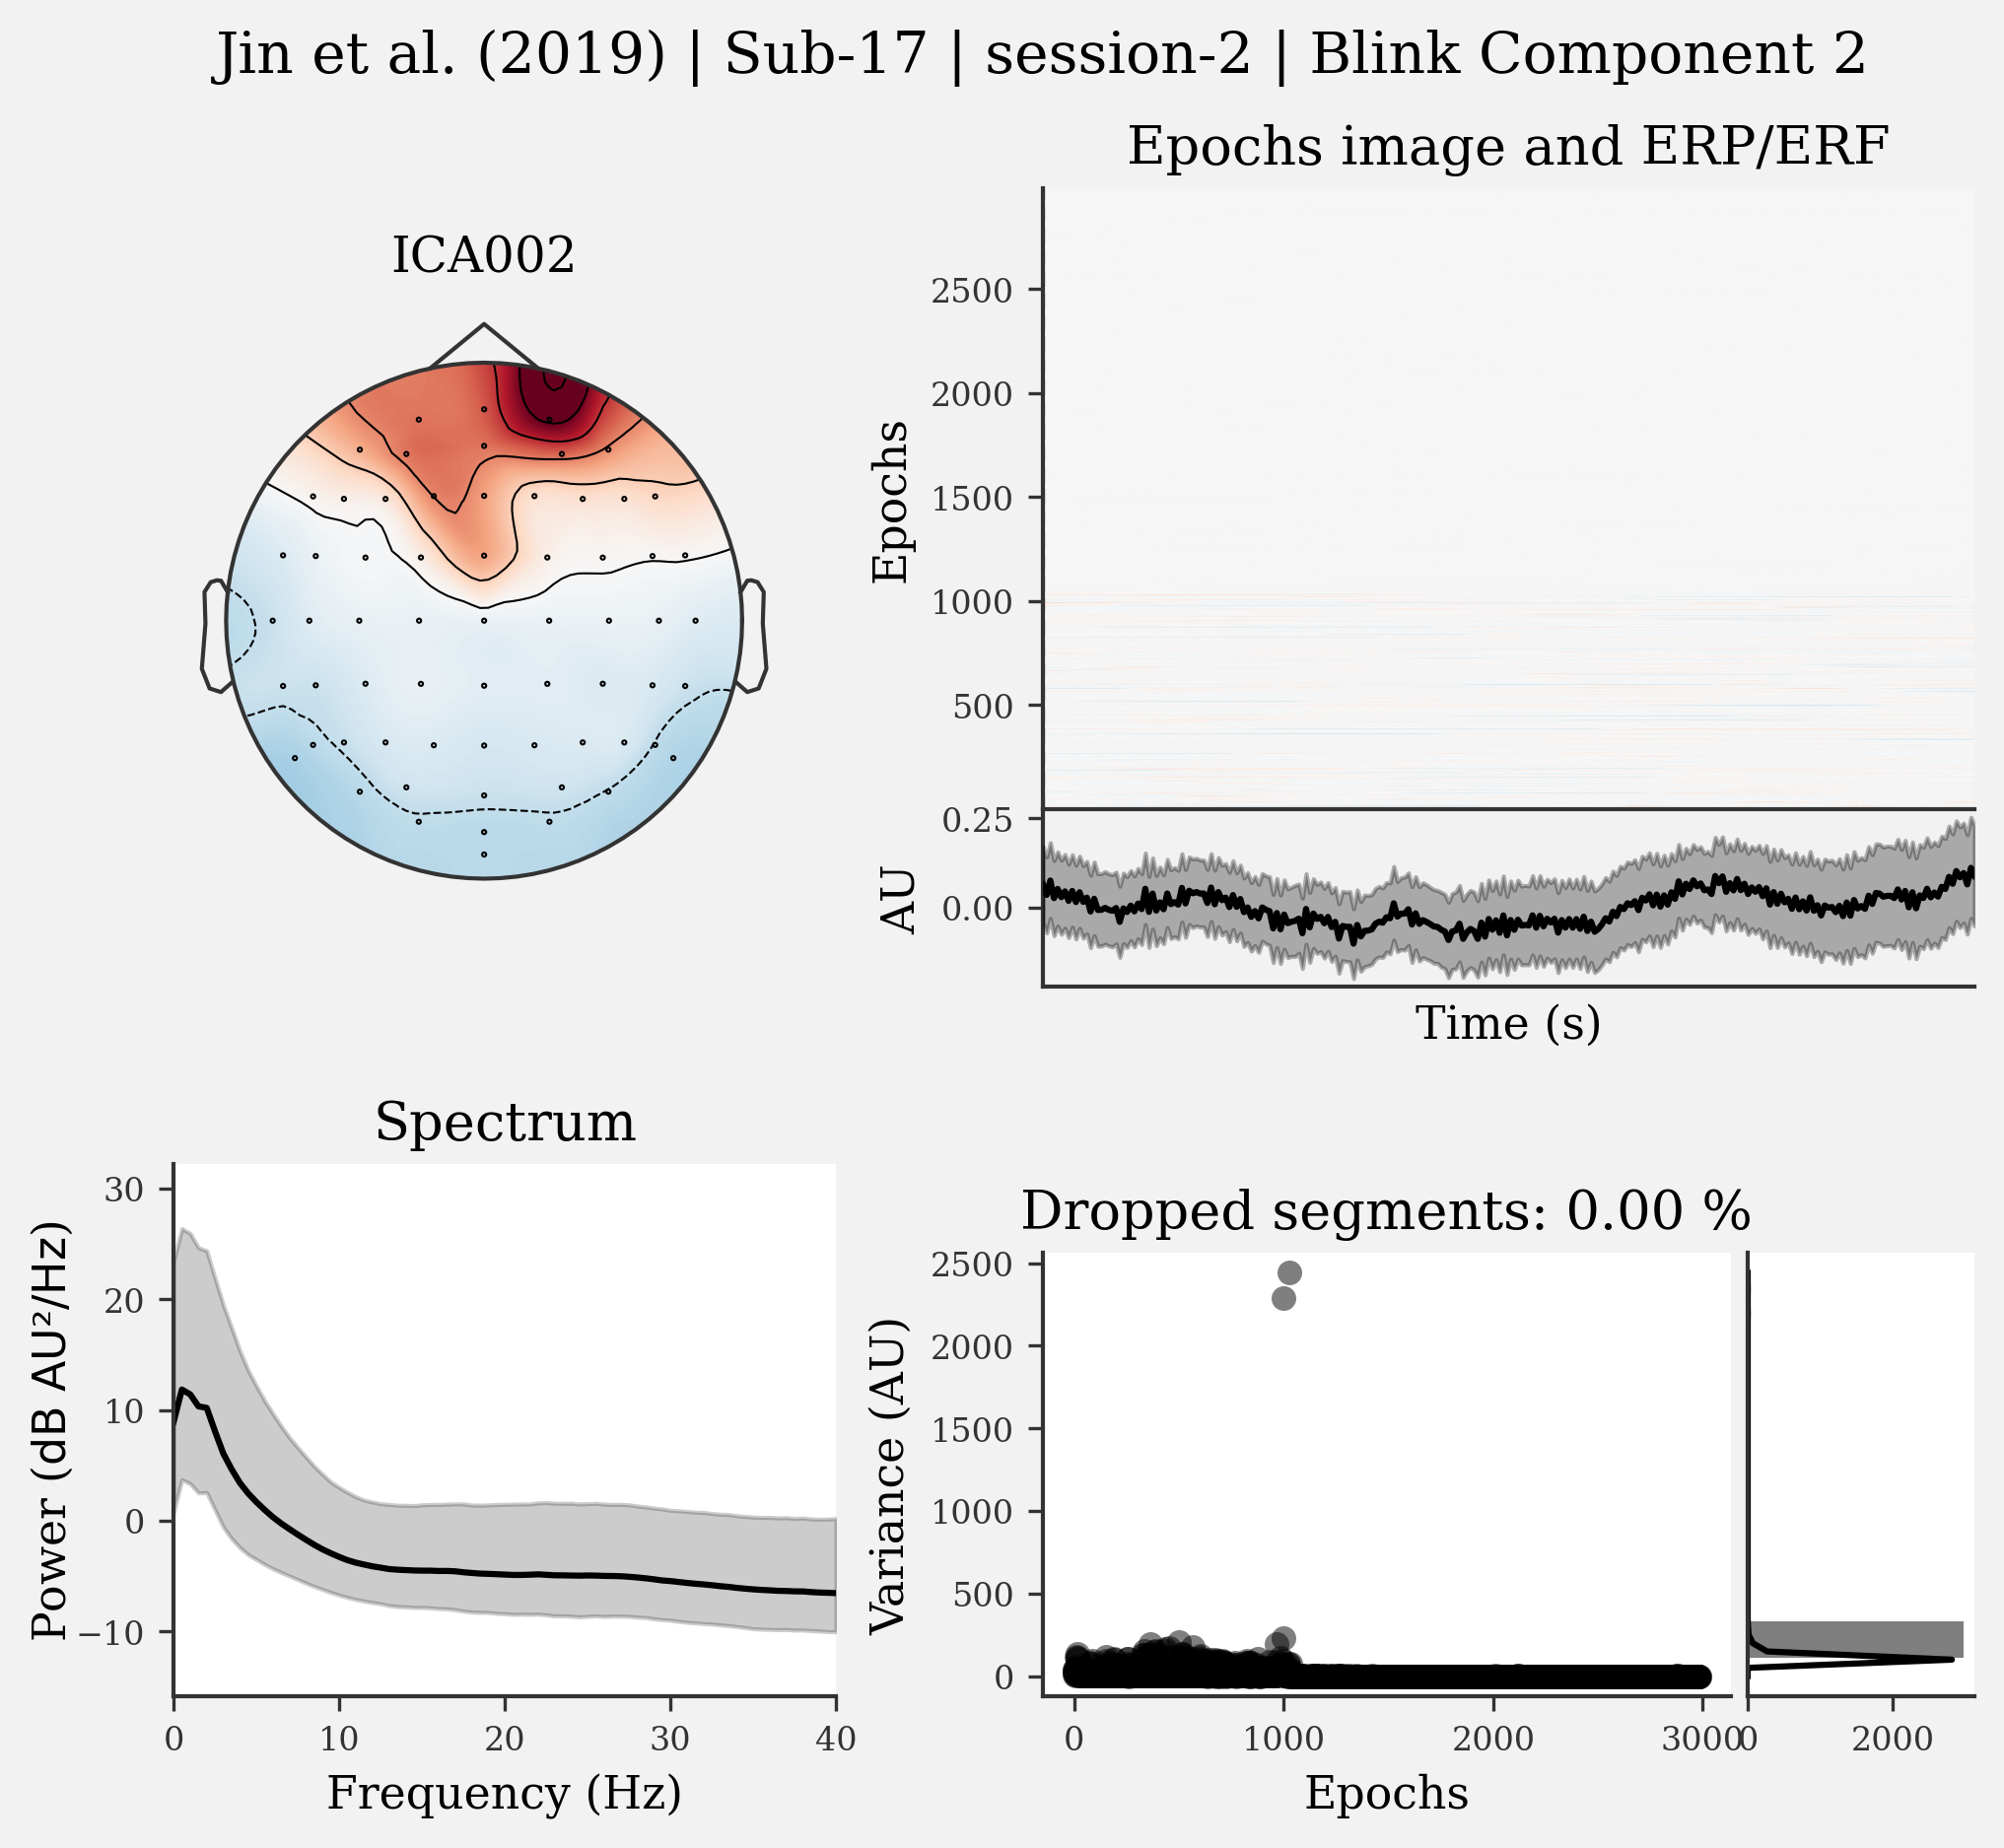 Jin et al. (2019) | Sub-17 | session-2 | Blink Component 2
ICA002
Epochs image and ERP/ERF
Epochs
2500
2000
1500
1000
500
AU
0.25
0.00
Time (s)
Spectrum
Power (dB AU²/Hz)
30
20
10
0
−10
0 10 20 30 40
Frequency (Hz)
Dropped segments: 0.00 %
Variance (AU)
2500
2000
1500
1000
500
0
0 1000 2000 3000
0 2000
Epochs